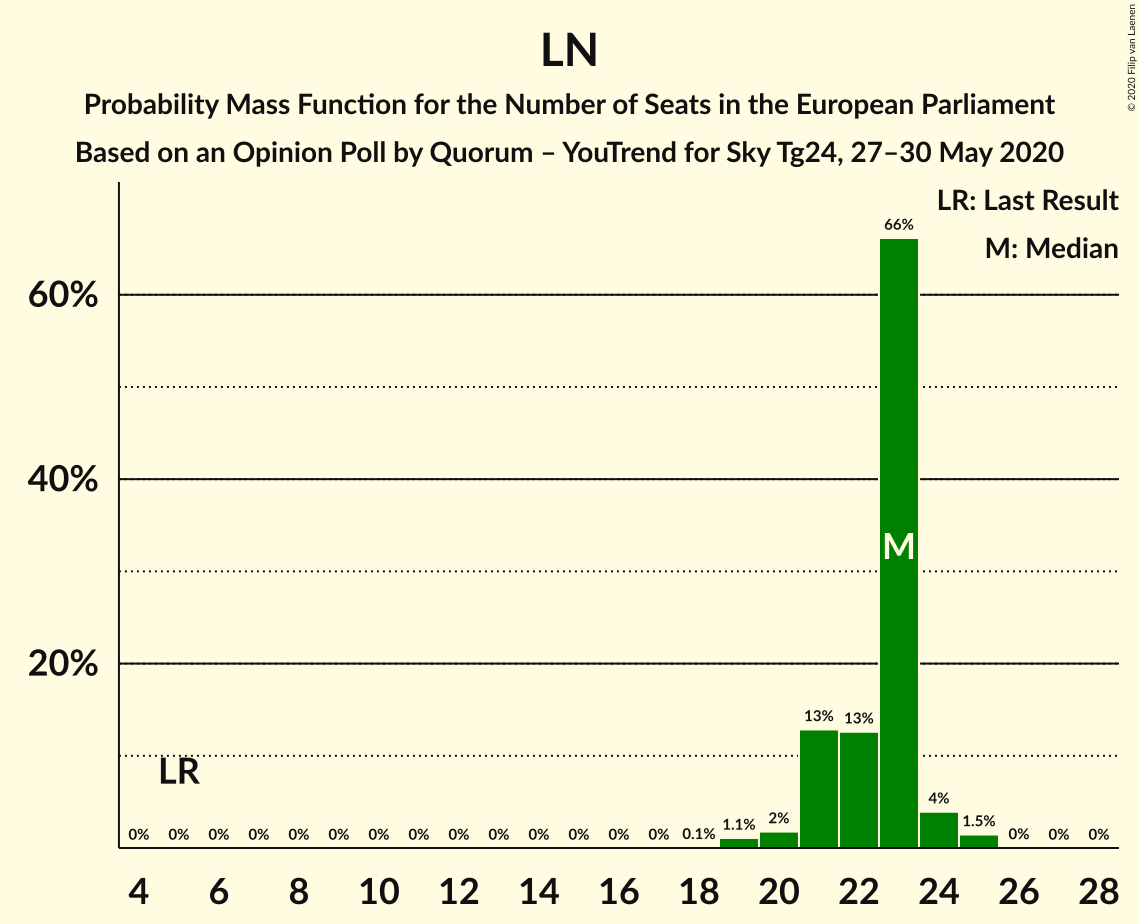 LN
Probability Mass Function for the Number of Seats in the European Parliament
Based on an Opinion Poll by Quorum – YouTrend for Sky Tg24, 27–30 May 2020
© 2020 Filip van Laenen
LR: Last Result
M: Median
66%
60%
40%
M
20%
13% 13%
LR
4%
0% 0% 0% 0% 0% 0% 0% 0% 0% 0% 0% 0% 0% 0% 0.1% 1.1% 2% 1.5% 0% 0% 0%
4 6 8 10 12 14 16 18 20 22 24 26 28